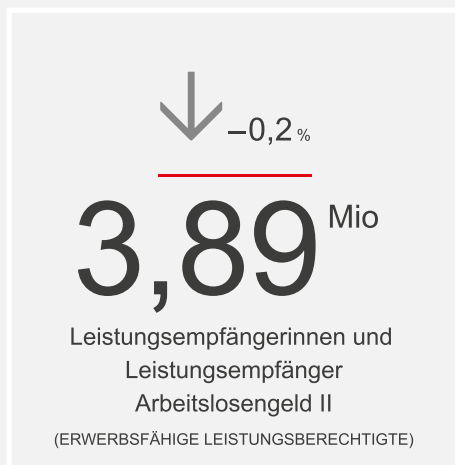 –0,2 %
3,89 Mio
Leistungsempfängerinnen und
Leistungsempfänger
Arbeitslosengeld II
(ERWERBSFÄHIGE LEISTUNGSBERECHTIGTE)